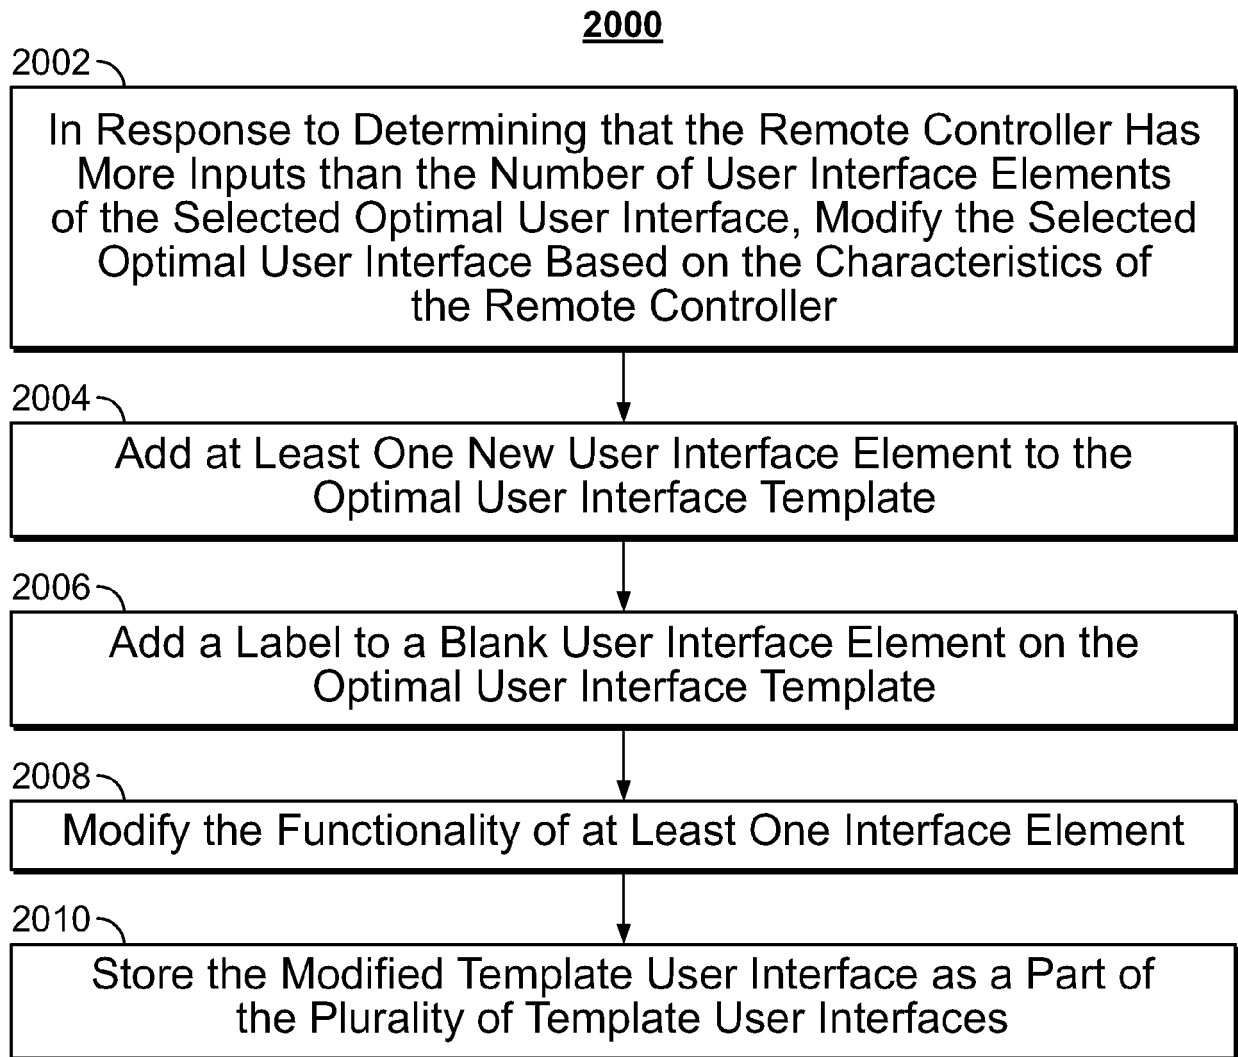 2000
2002
In Response to Determining that the Remote Controller Has
More Inputs than the Number of User Interface Elements
of the Selected Optimal User Interface, Modify the Selected
Optimal User Interface Based on the Characteristics of
the Remote Controller
2004
Add at Least One New User Interface Element to the
Optimal User Interface Template
2006
Add a Label to a Blank User Interface Element on the
Optimal User Interface Template
2008
Modify the Functionality of at Least One Interface Element
2010
Store the Modified Template User Interface as a Part of
the Plurality of Template User Interfaces